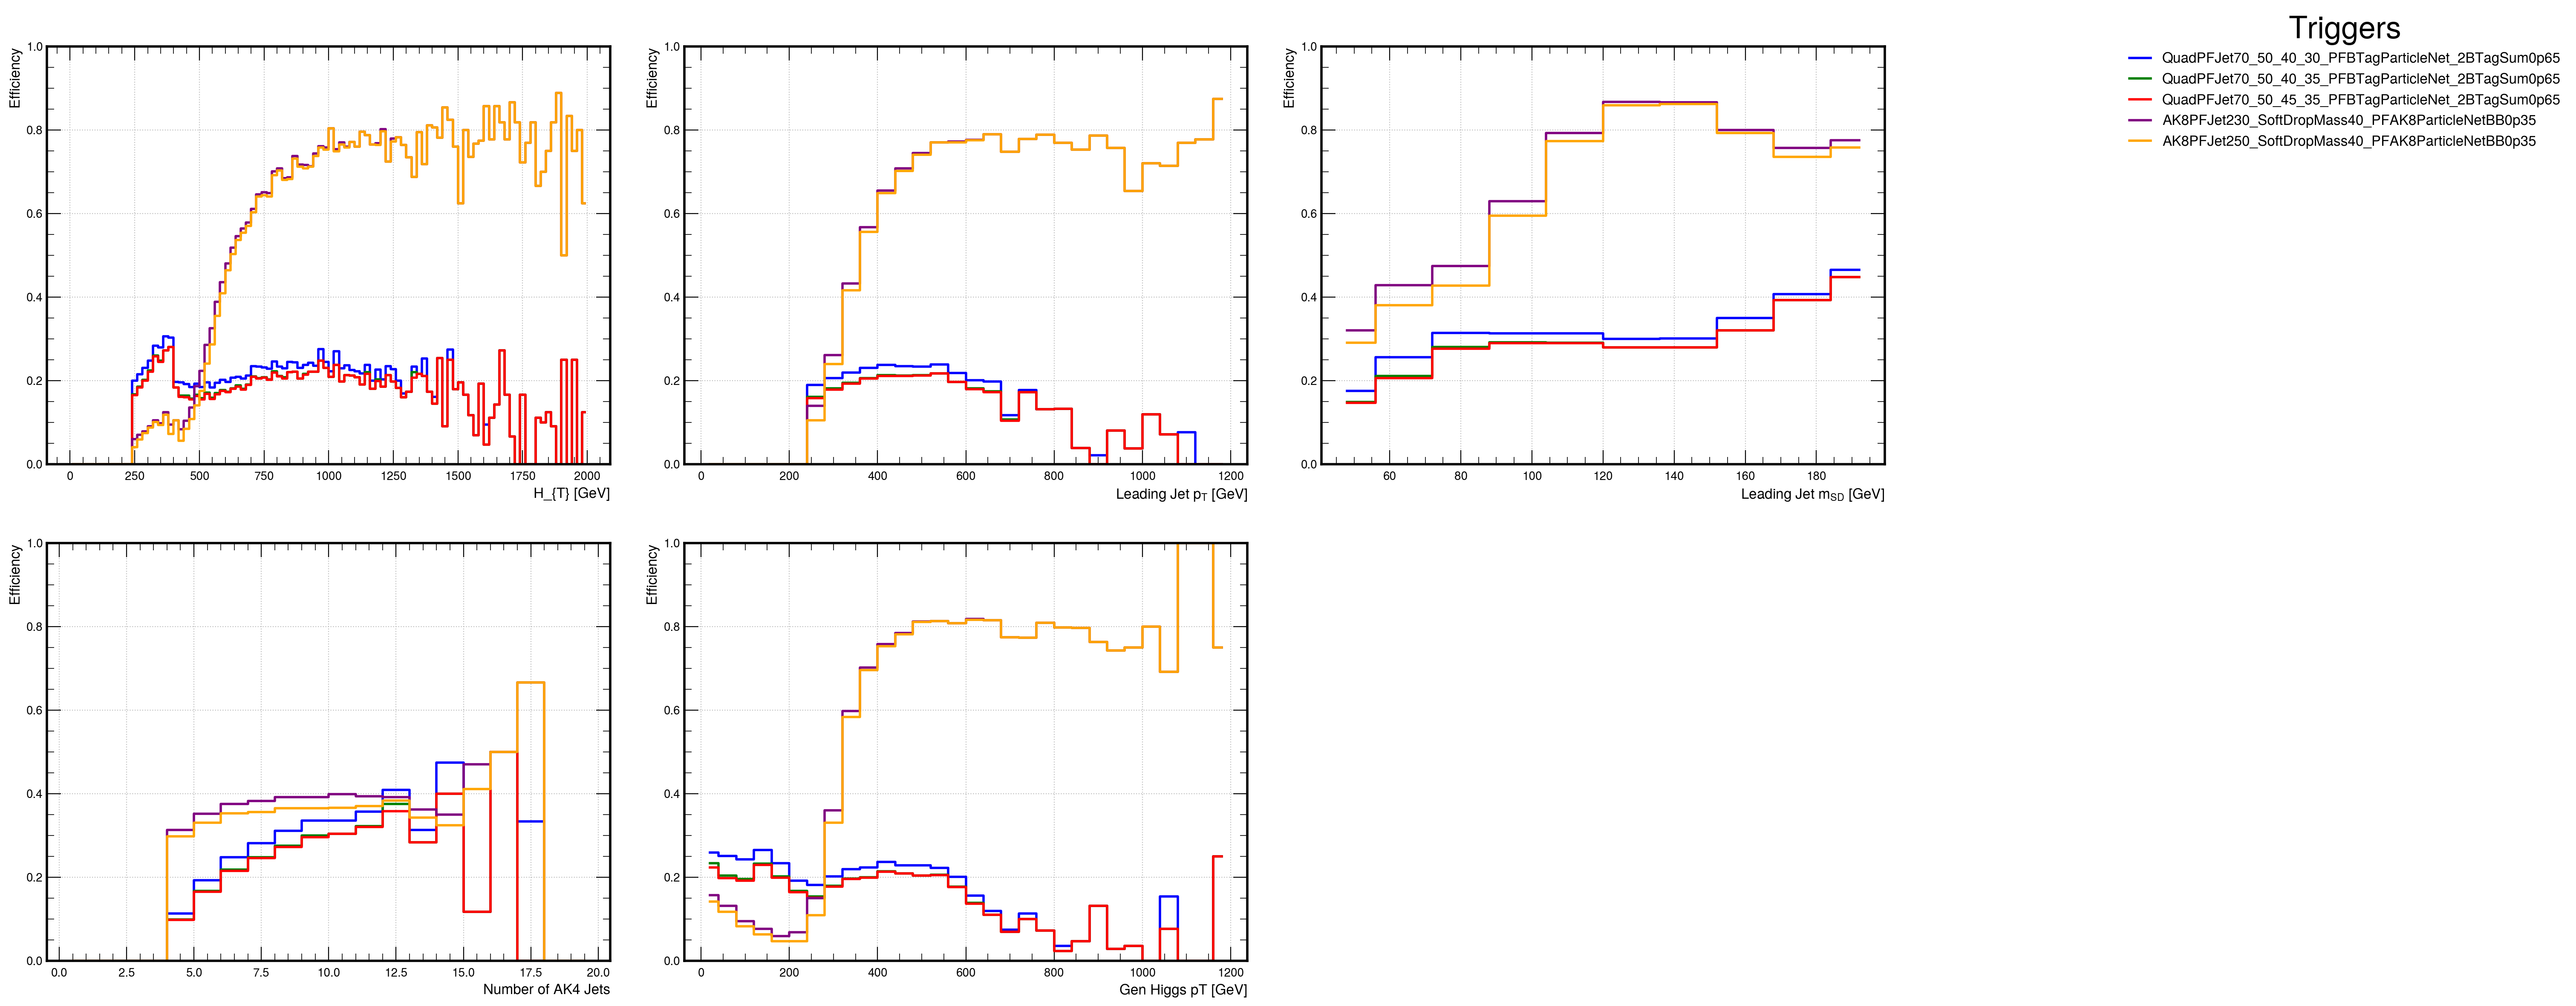 Triggers
QuadPFJet70_50_40_30_PFBTagParticleNet_2BTagSum0p65
QuadPFJet70_50_40_35_PFBTagParticleNet_2BTagSum0p65
QuadPFJet70_50_45_35_PFBTagParticleNet_2BTagSum0p65
AK8PFJet230_SoftDropMass40_PFAK8ParticleNetBB0p35
AK8PFJet250_SoftDropMass40_PFAK8ParticleNetBB0p35
Efficiency
1.0
0.8
0.6
0.4
0.2
0.0
0 250 500 750 1000 1250 1500 1750 2000
H_{T} [GeV]
Efficiency
1.0
0.8
0.6
0.4
0.2
0.0
0 200 400 600 800 1000 1200
Leading Jet pT [GeV]
Efficiency
1.0
0.8
0.6
0.4
0.2
0.0
60 80 100 120 140 160 180
Leading Jet mSD [GeV]
Efficiency
1.0
0.8
0.6
0.4
0.2
0.0
0.0 2.5 5.0 7.5 10.0 12.5 15.0 17.5 20.0
Number of AK4 Jets
Efficiency
1.0
0.8
0.6
0.4
0.2
0.0
0 200 400 600 800 1000 1200
Gen Higgs pT [GeV]